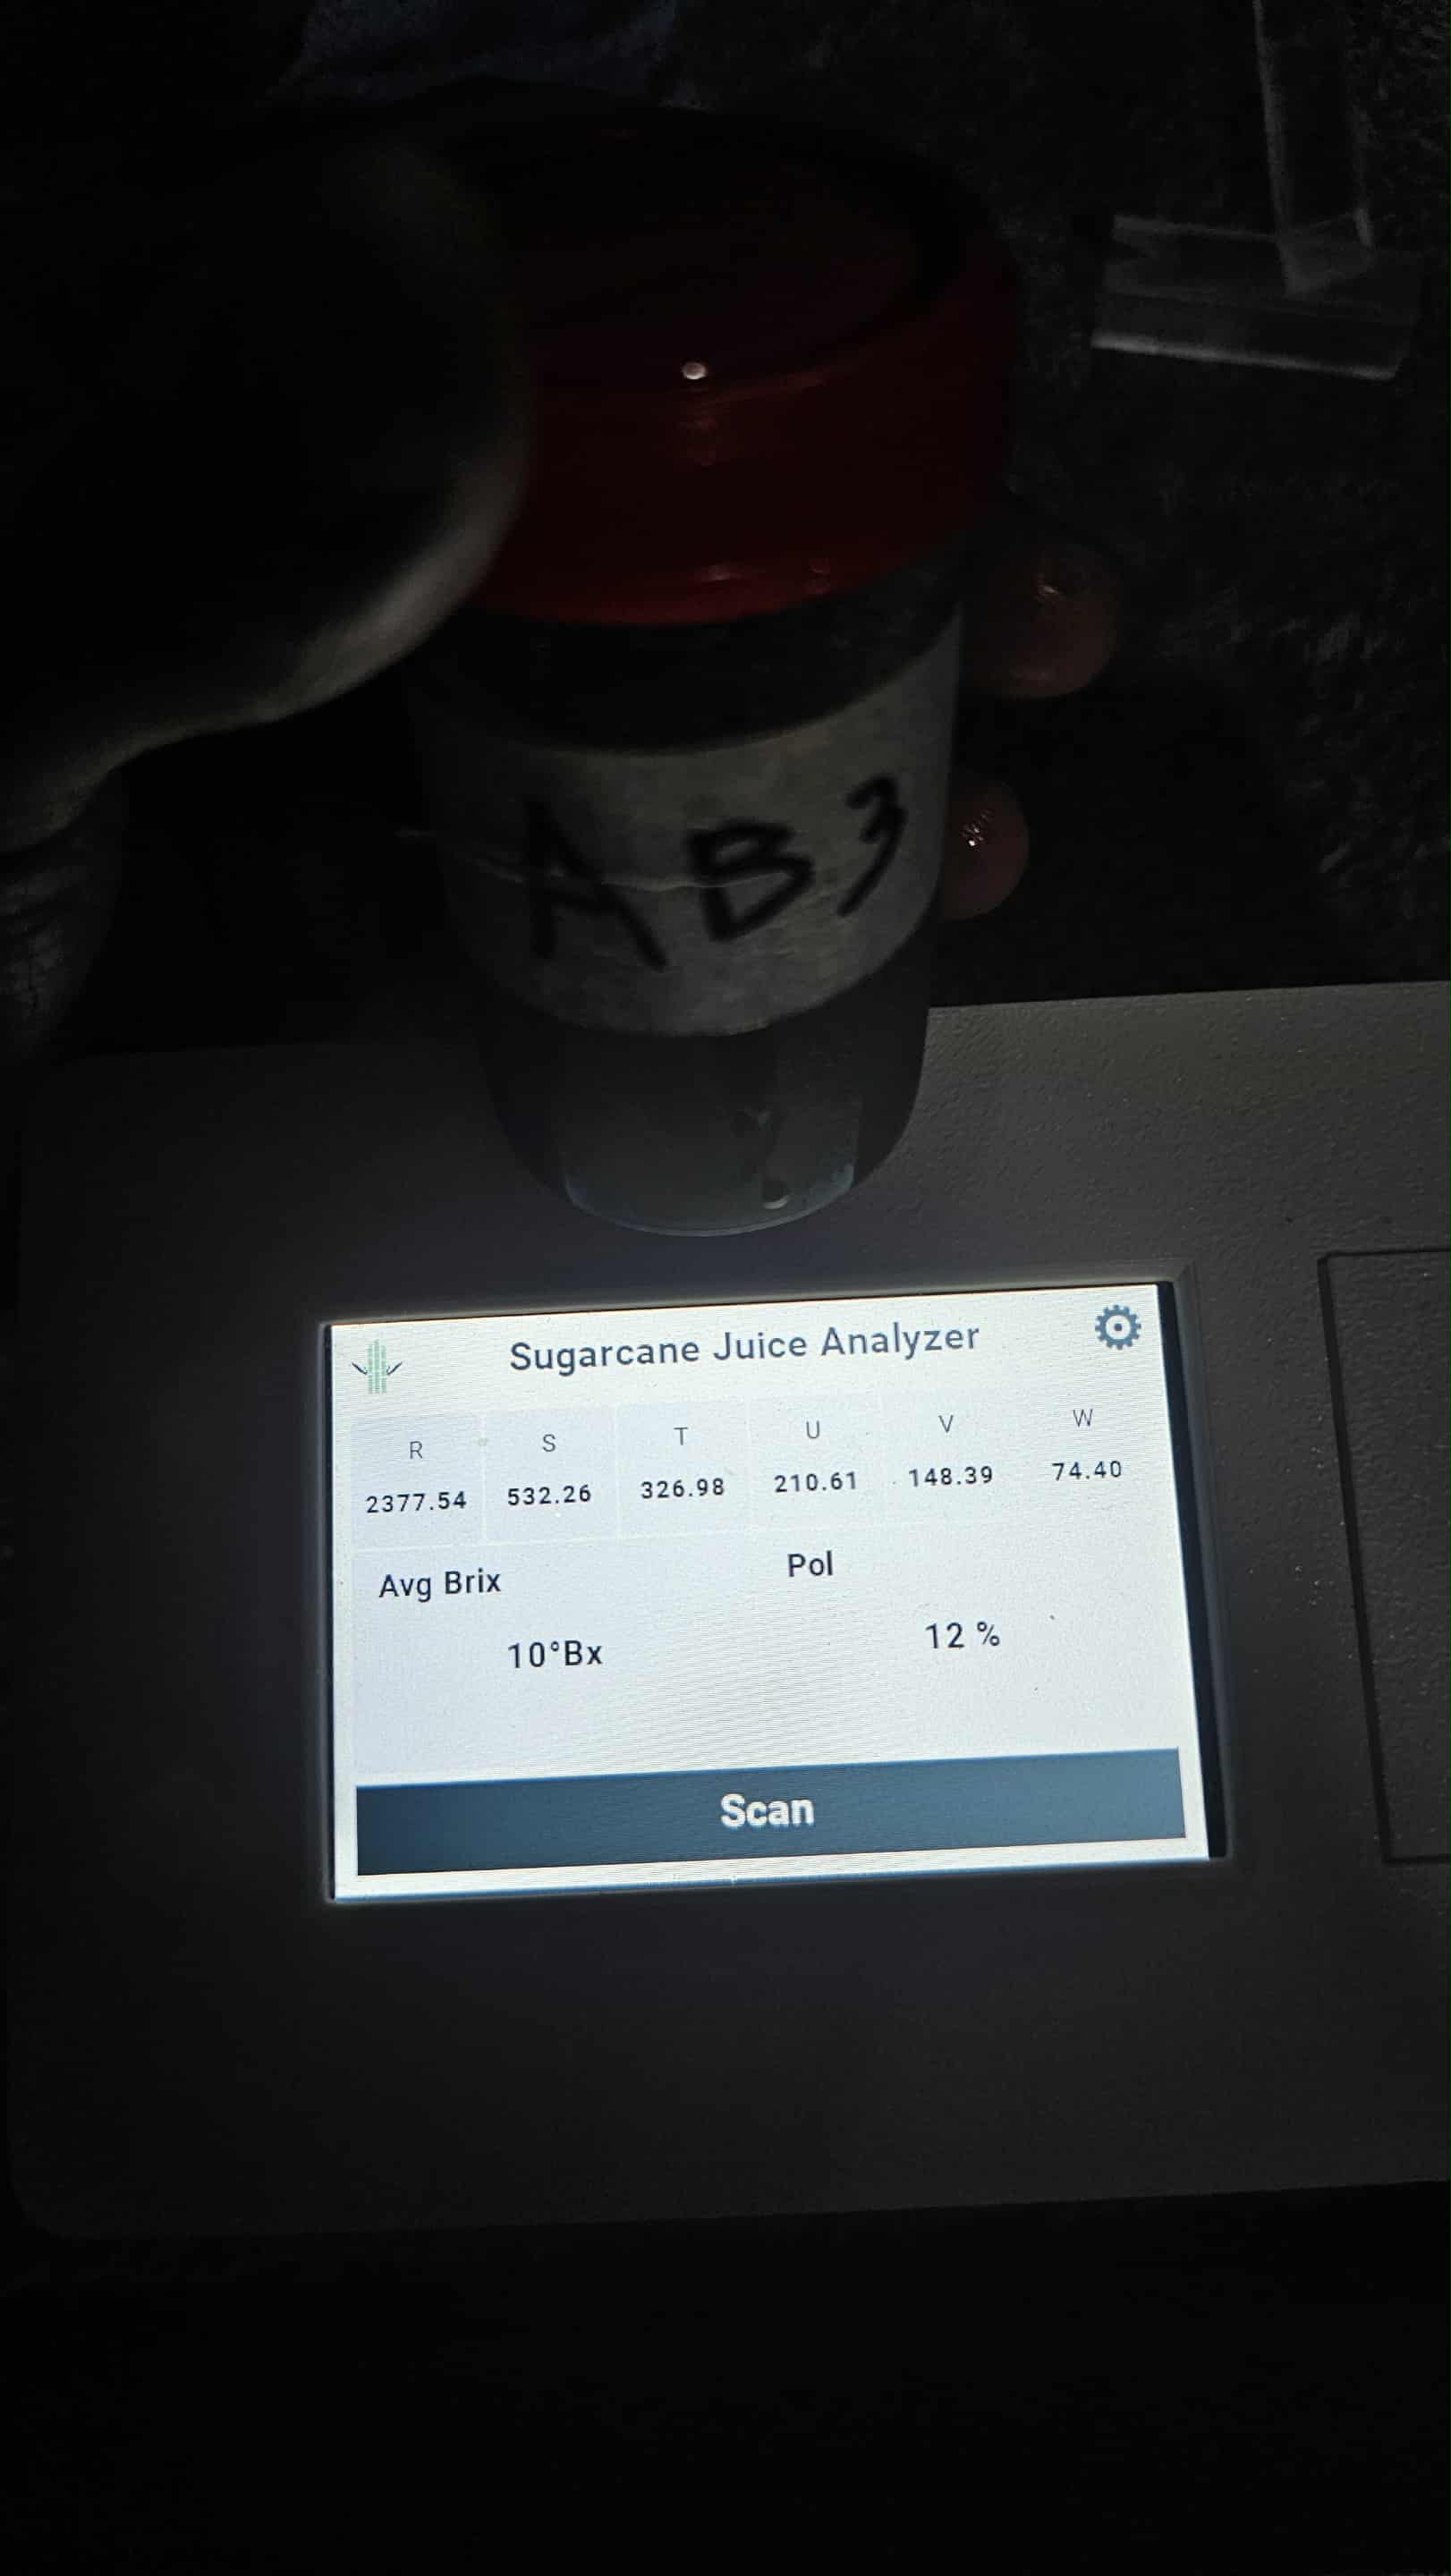 AB3
Sugarcane Juice Analyzer
R S T U V W
2377.54 532.26 326.98 210.61 148.39 74.40
Avg Brix Pol
10°Bx 12 %
Scan